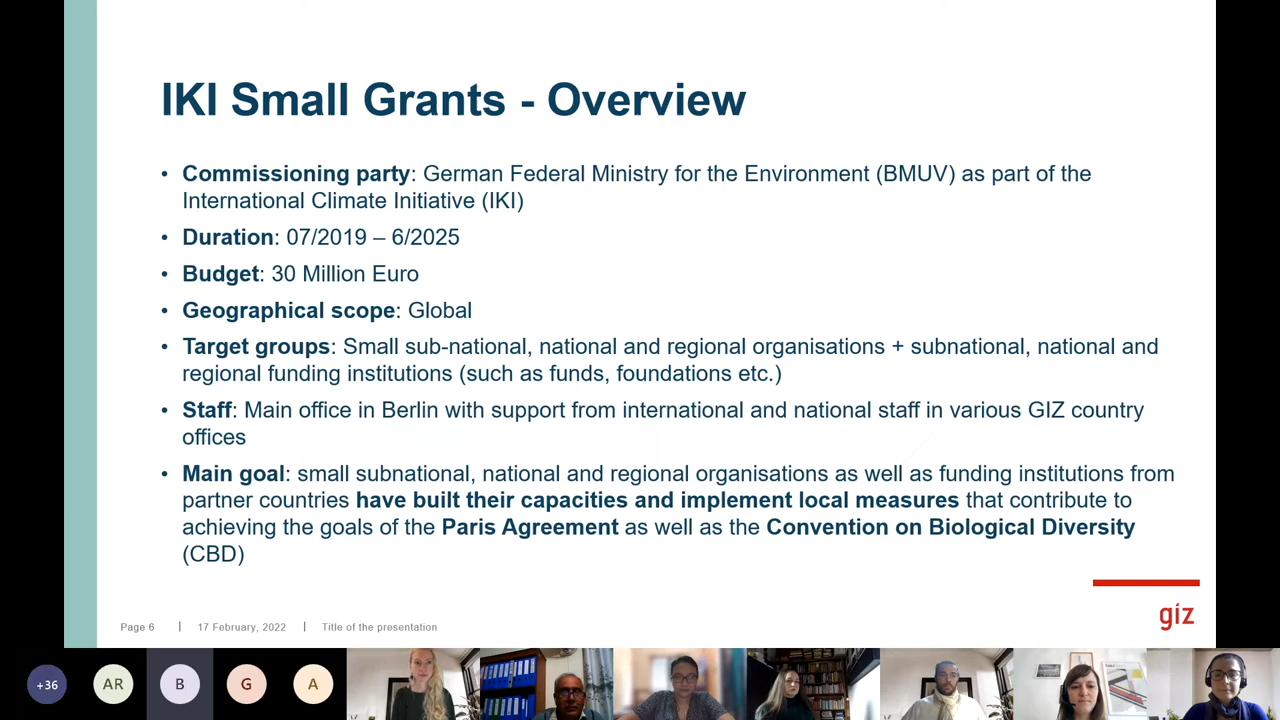 IKI Small Grants - Overview
• Commissioning party: German Federal Ministry for the Environment (BMUV) as part of the
International Climate Initiative (IKI)
• Duration: 07/2019 – 6/2025
• Budget: 30 Million Euro
• Geographical scope: Global
• Target groups: Small sub-national, national and regional organisations + subnational, national and
regional funding institutions (such as funds, foundations etc.)
• Staff: Main office in Berlin with support from international and national staff in various GIZ country
offices
• Main goal: small subnational, national and regional organisations as well as funding institutions from
partner countries have built their capacities and implement local measures that contribute to
achieving the goals of the Paris Agreement as well as the Convention on Biological Diversity
(CBD)
giz
Page 6 | 17 February, 2022 | Title of the presentation
+36 AR B G A